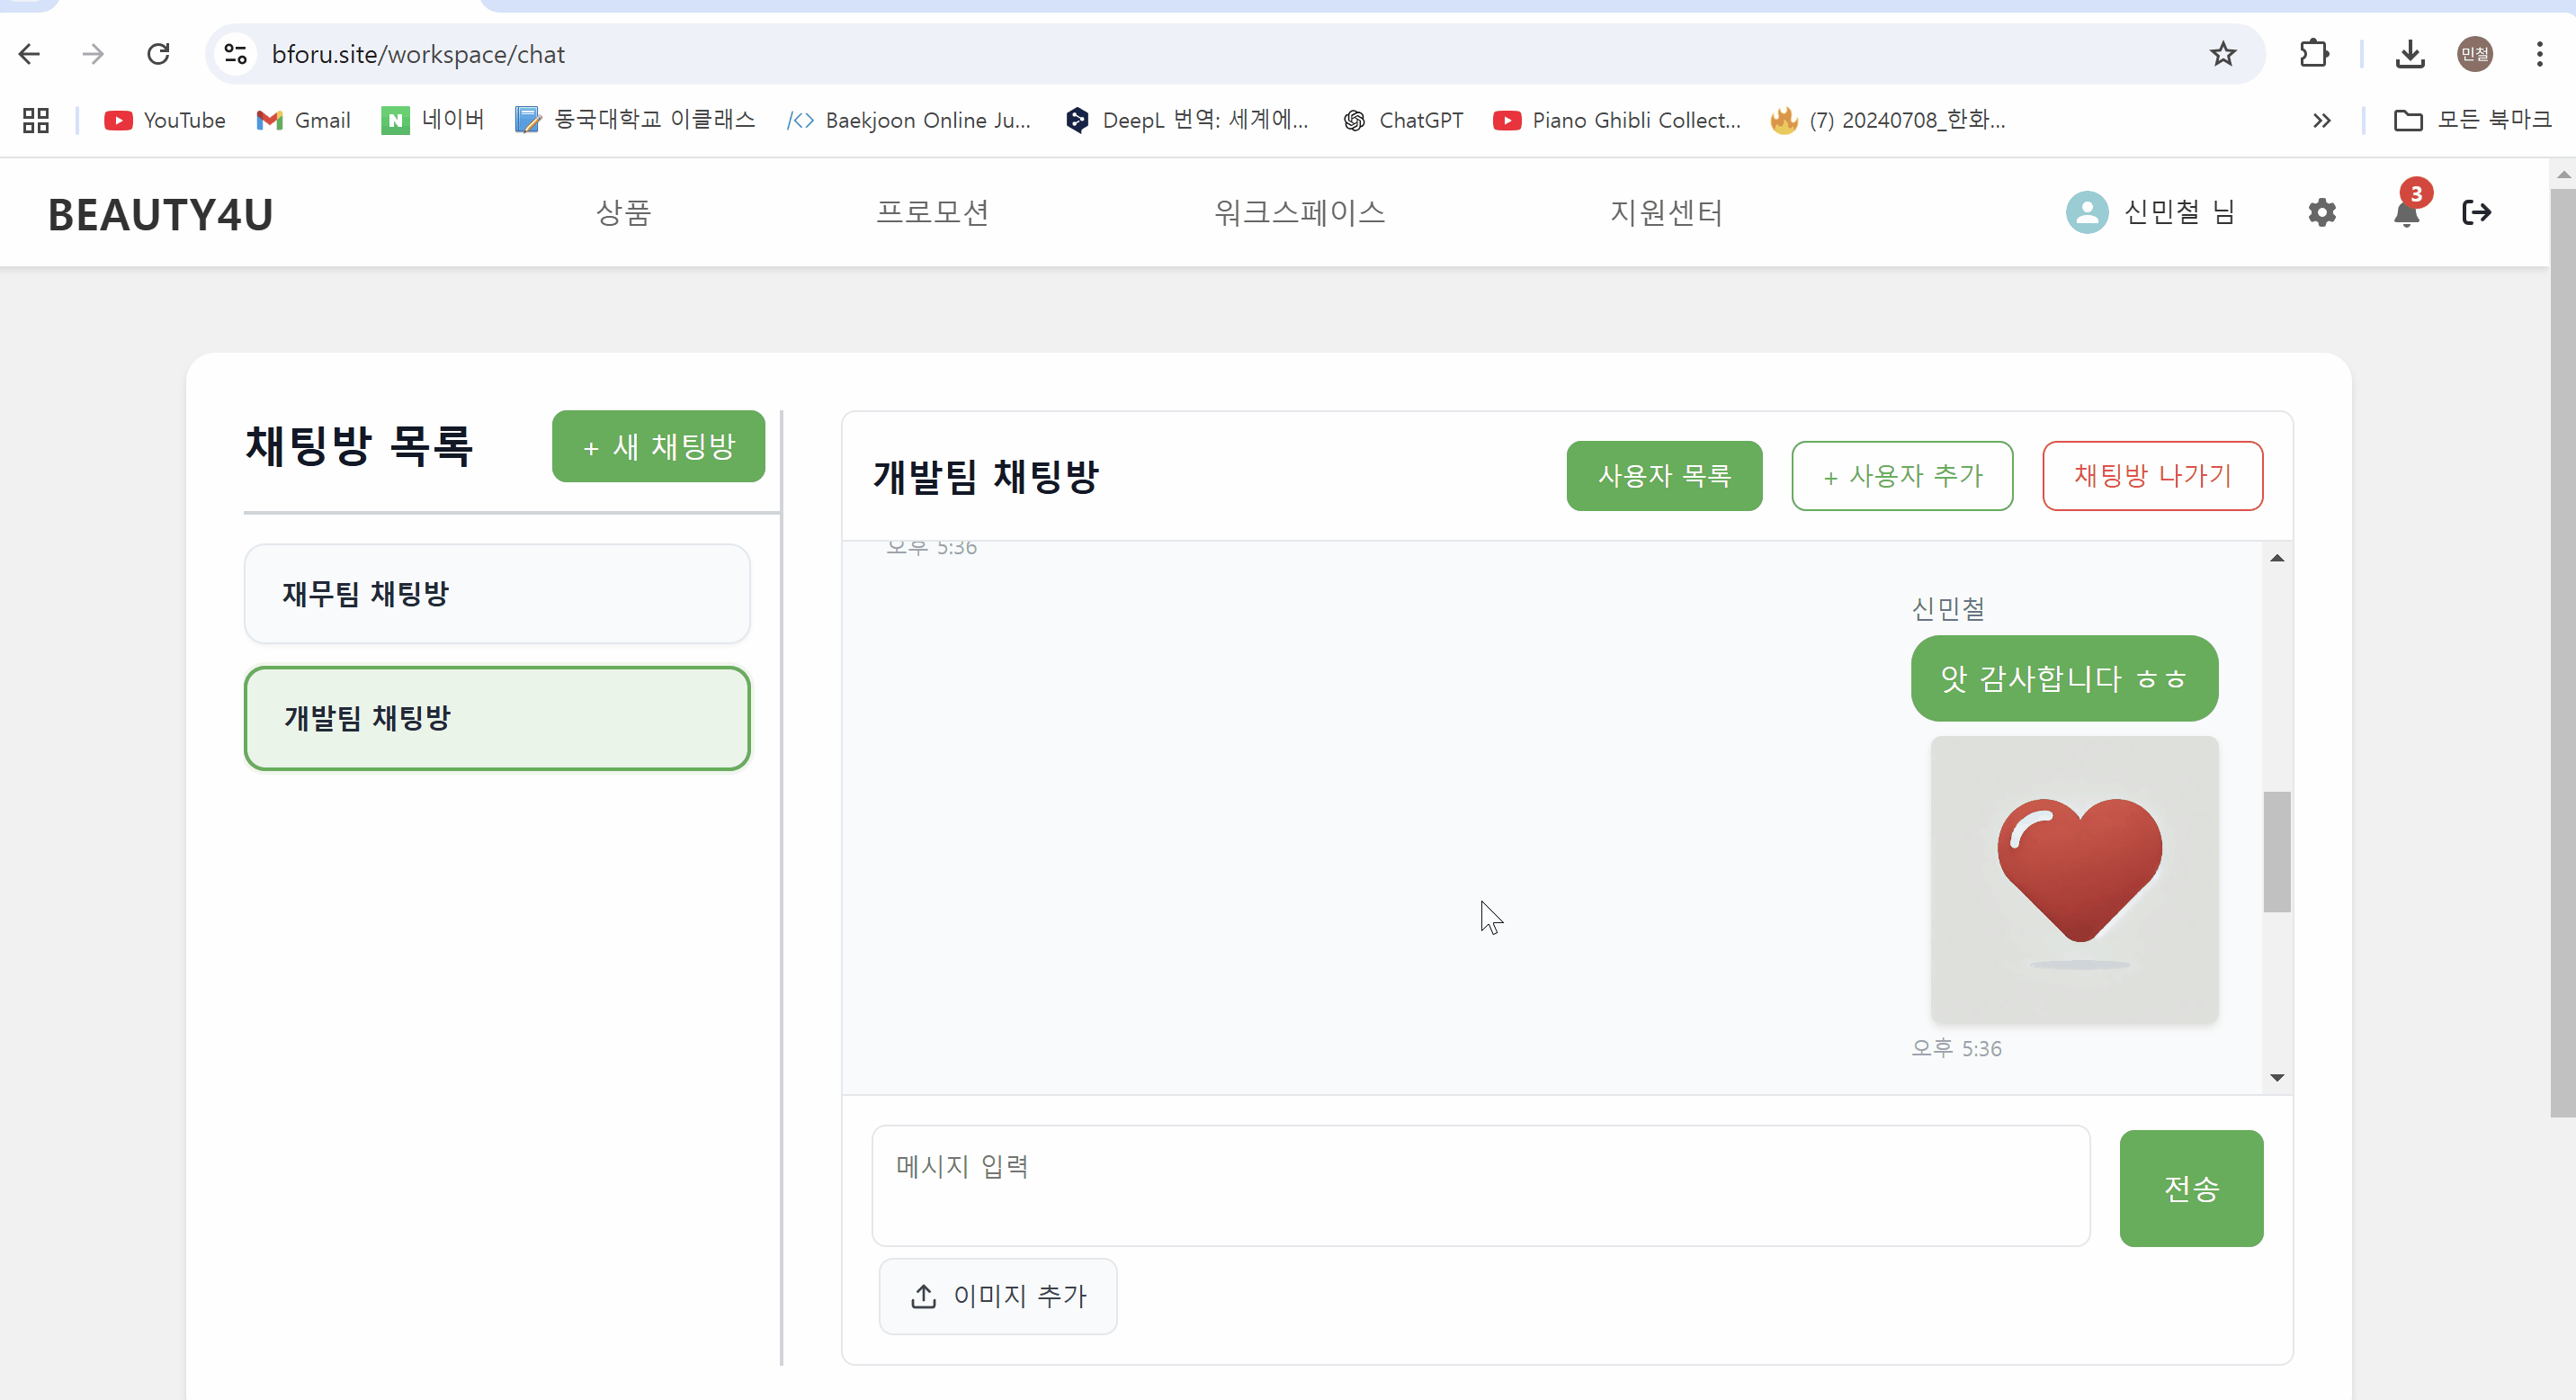 bforu.site/workspace/chat
민철
YouTube
Gmail
네이버
동국대학교 이클래스
Baekjoon Online Ju...
DeepL 번역: 세계에...
ChatGPT
Piano Ghibli Collect...
(7) 20240708_한화...
모든 북마크
BEAUTY4U
상품
프로모션
워크스페이스
지원센터
신민철 님
3
채팅방 목록
+ 새 채팅방
재무팀 채팅방
개발팀 채팅방
개발팀 채팅방
사용자 목록
+ 사용자 추가
채팅방 나가기
오후 5:36
신민철
앗 감사합니다 ㅎㅎ
오후 5:36
메시지 입력
전송
이미지 추가